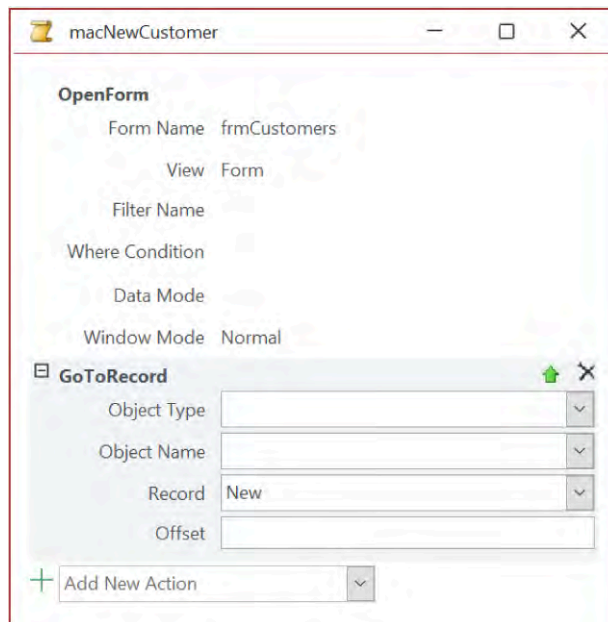 macNewCustomer
OpenForm
Form Name frmCustomers
View Form
Filter Name
Where Condition
Data Mode
Window Mode Normal
GoToRecord
Object Type
Object Name
Record New
Offset
Add New Action